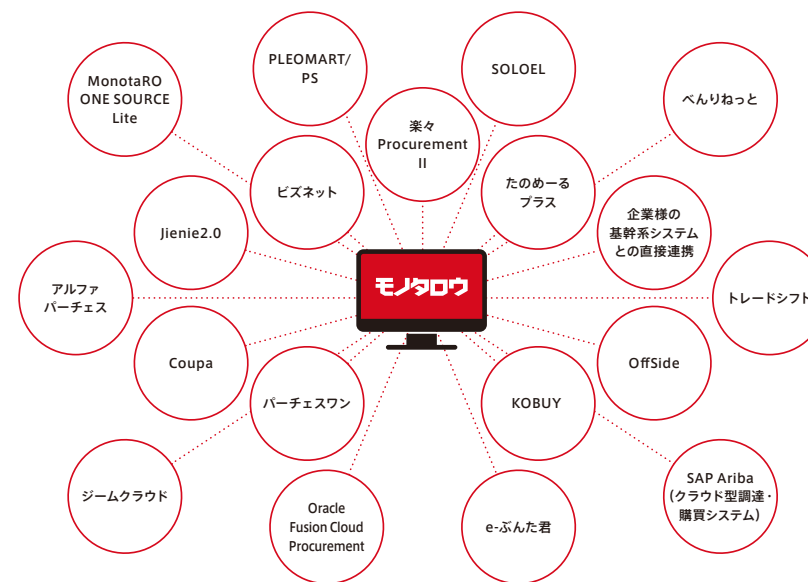 PLEOMART/
PS
SOLOEL
MonotaRO
ONE SOURCE
Lite
べんりねっと
楽々
Procurement
II
ビズネット
たのめーる
プラス
Jienie2.0
企業様の
基幹系システム
との直接連携
アルファ
パーチェス
モノタロウ
トレードシフト
Coupa
OffSide
パーチェスワン
KOBUY
ジームクラウド
SAP Ariba
(クラウド型調達・
購買システム)
Oracle
Fusion Cloud
Procurement
e-ぶんた君